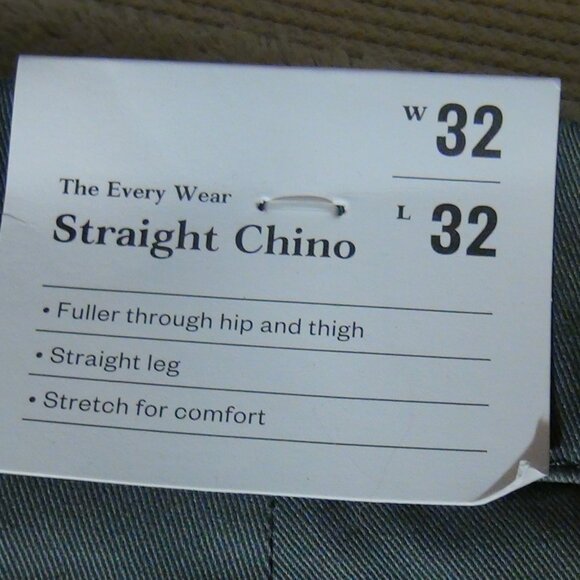 W 32
L 32
The Every Wear
Straight Chino
• Fuller through hip and thigh
• Straight leg
• Stretch for comfort